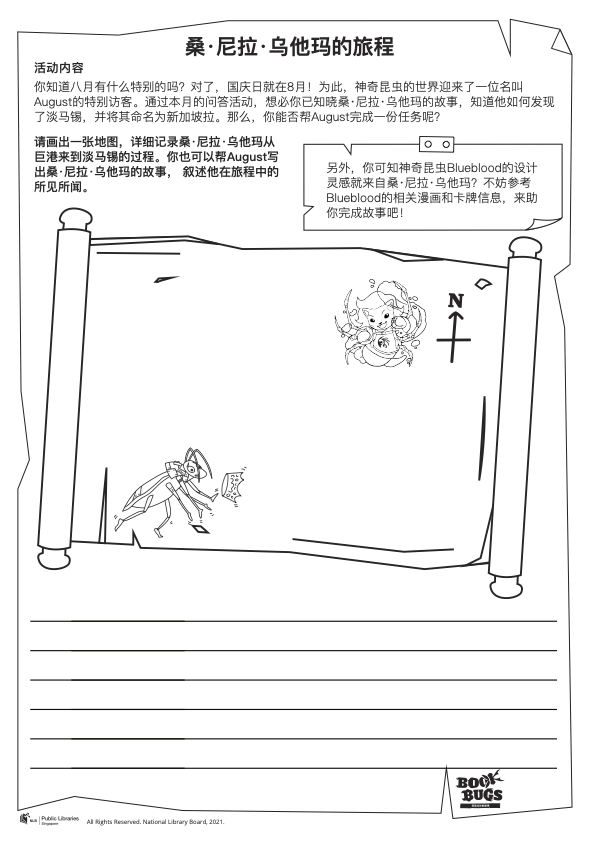 桑·尼拉·乌他玛的旅程
活动内容
你知道八月有什么特别的吗？对了，国庆日就在8月！为此，神奇昆虫的世界迎来了一位名叫
August的特别访客。通过本月的问答活动，想必你已知晓桑·尼拉·乌他玛的故事，知道他如何发现
了淡马锡，并将其命名为新加坡拉。那么，你能否帮August完成一份任务呢？
请画出一张地图，详细记录桑·尼拉·乌他玛从
巨港来到淡马锡的过程。你也可以帮August写
出桑·尼拉·乌他玛的故事， 叙述他在旅程中的
所见所闻。
另外，你可知神奇昆虫Blueblood的设计
灵感就来自桑·尼拉·乌他玛？不妨参考
Blueblood的相关漫画和卡牌信息，来助
你完成故事吧！
N
BOOK
BUGS
NLB
Public Libraries
Singapore
All Rights Reserved. National Library Board, 2021.